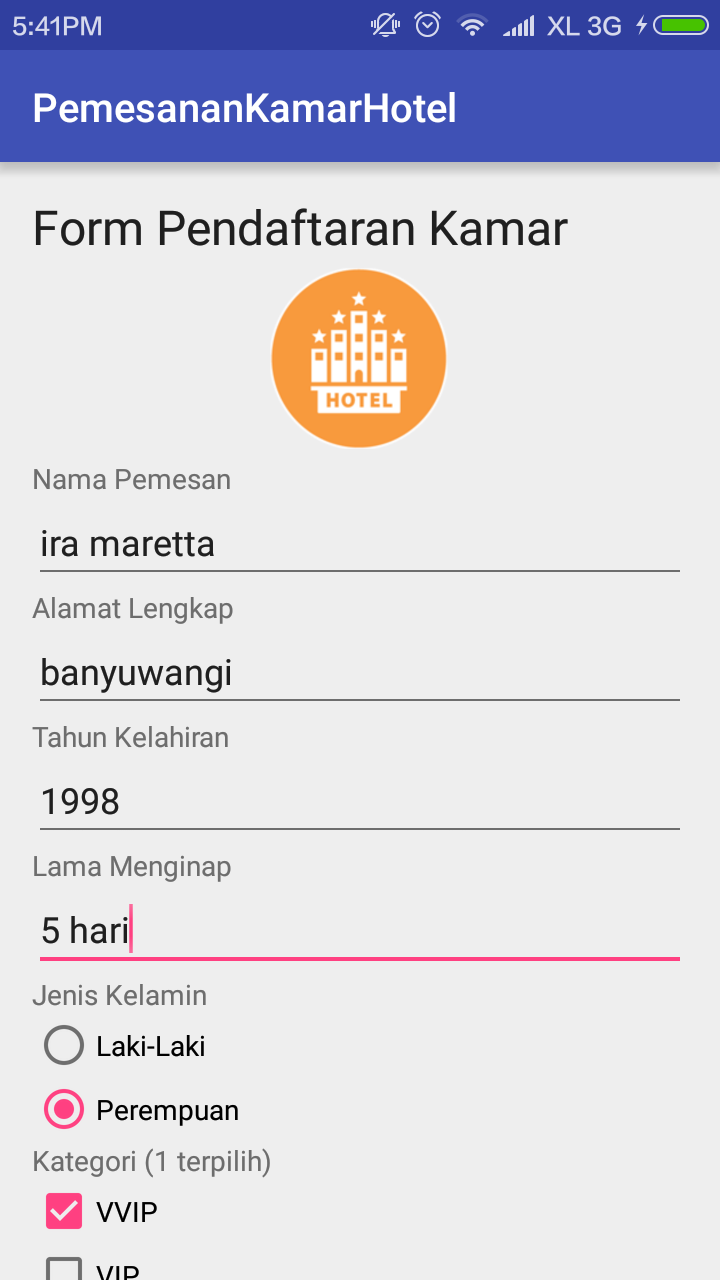 5:41PM XL 3G
PemesananKamarHotel
Form Pendaftaran Kamar
HOTEL
Nama Pemesan
ira maretta
Alamat Lengkap
banyuwangi
Tahun Kelahiran
1998
Lama Menginap
5 hari
Jenis Kelamin
Laki-Laki
Perempuan
Kategori (1 terpilih)
VVIP
VIP